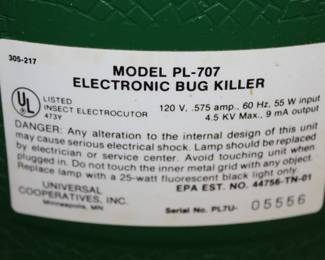 305-217
MODEL PL-707
ELECTRONIC BUG KILLER
UL
LISTED
INSECT ELECTROCUTOR
473Y
120 V, .575 amp., 60 Hz, 55 W input
4.5 KV Max., 9 mA output
DANGER: Any alteration to the internal design of this unit
may cause serious electrical shock. Lamp should be replaced
by electrician or service center. Avoid touching unit when
plugged in. Do not touch the inner metal grid with any object.
Replace lamp with a 25-watt fluorescent black light only.
UNIVERSAL
COOPERATIVES, INC.
Minneapolis, MN
EPA EST. NO. 44756-TN-01
Serial No. PL7U- 05556